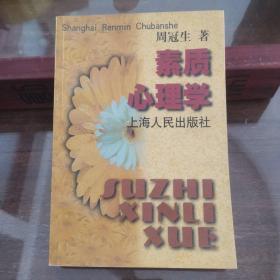 Shanghai Renmin Chubanshe
周冠生 著
素质
心理学
上海人民出版社
SUZHI
XINLI
XUE